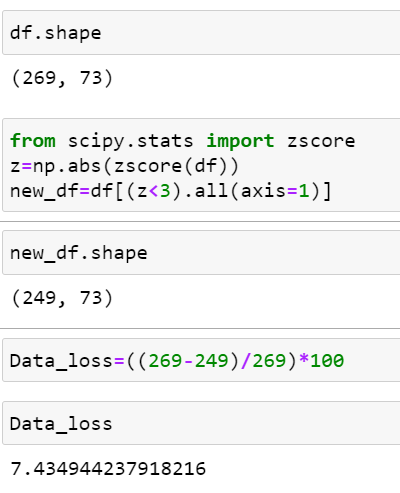 df.shape
(269, 73)
from scipy.stats import zscore
z=np.abs(zscore(df))
new_df=df[(z<3).all(axis=1)]
new_df.shape
(249, 73)
Data_loss=((269-249)/269)*100
Data_loss
7.434944237918216